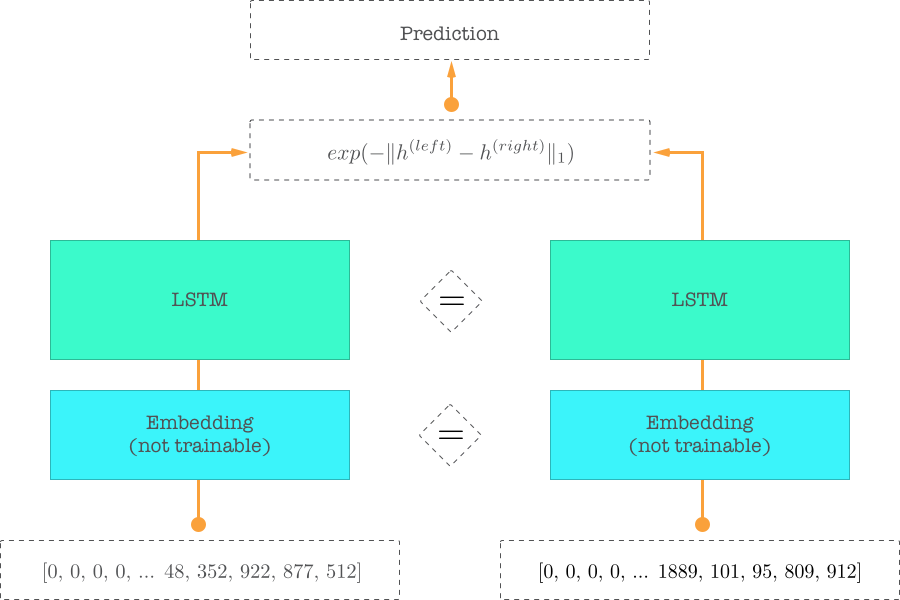 Prediction
exp(−‖h^(left) − h^(right)‖₁)
LSTM
=
LSTM
Embedding
(not trainable)
=
Embedding
(not trainable)
[0, 0, 0, 0, ... 48, 352, 922, 877, 512]
[0, 0, 0, 0, ... 1889, 101, 95, 809, 912]